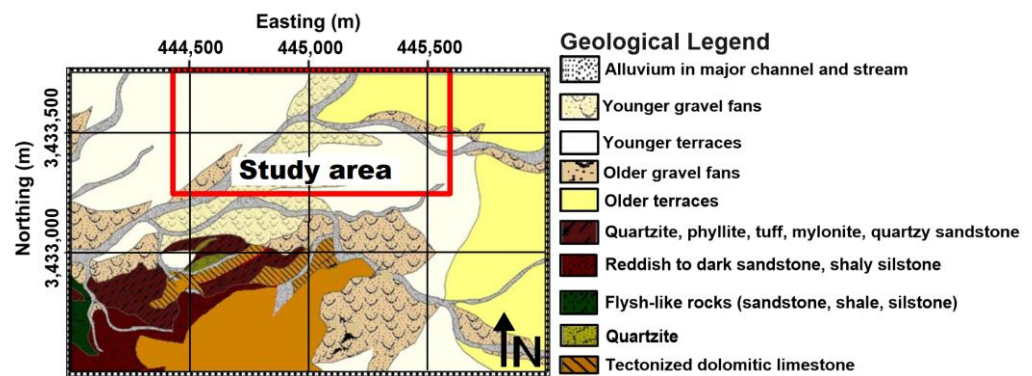 Easting (m)
444,500 445,000 445,500
Northing (m)
3,433,500
3,433,000
Study area
N
Geological Legend
Alluvium in major channel and stream
Younger gravel fans
Younger terraces
Older gravel fans
Older terraces
Quartzite, phyllite, tuff, mylonite, quartzy sandstone
Reddish to dark sandstone, shaly silstone
Flysh-like rocks (sandstone, shale, silstone)
Quartzite
Tectonized dolomitic limestone